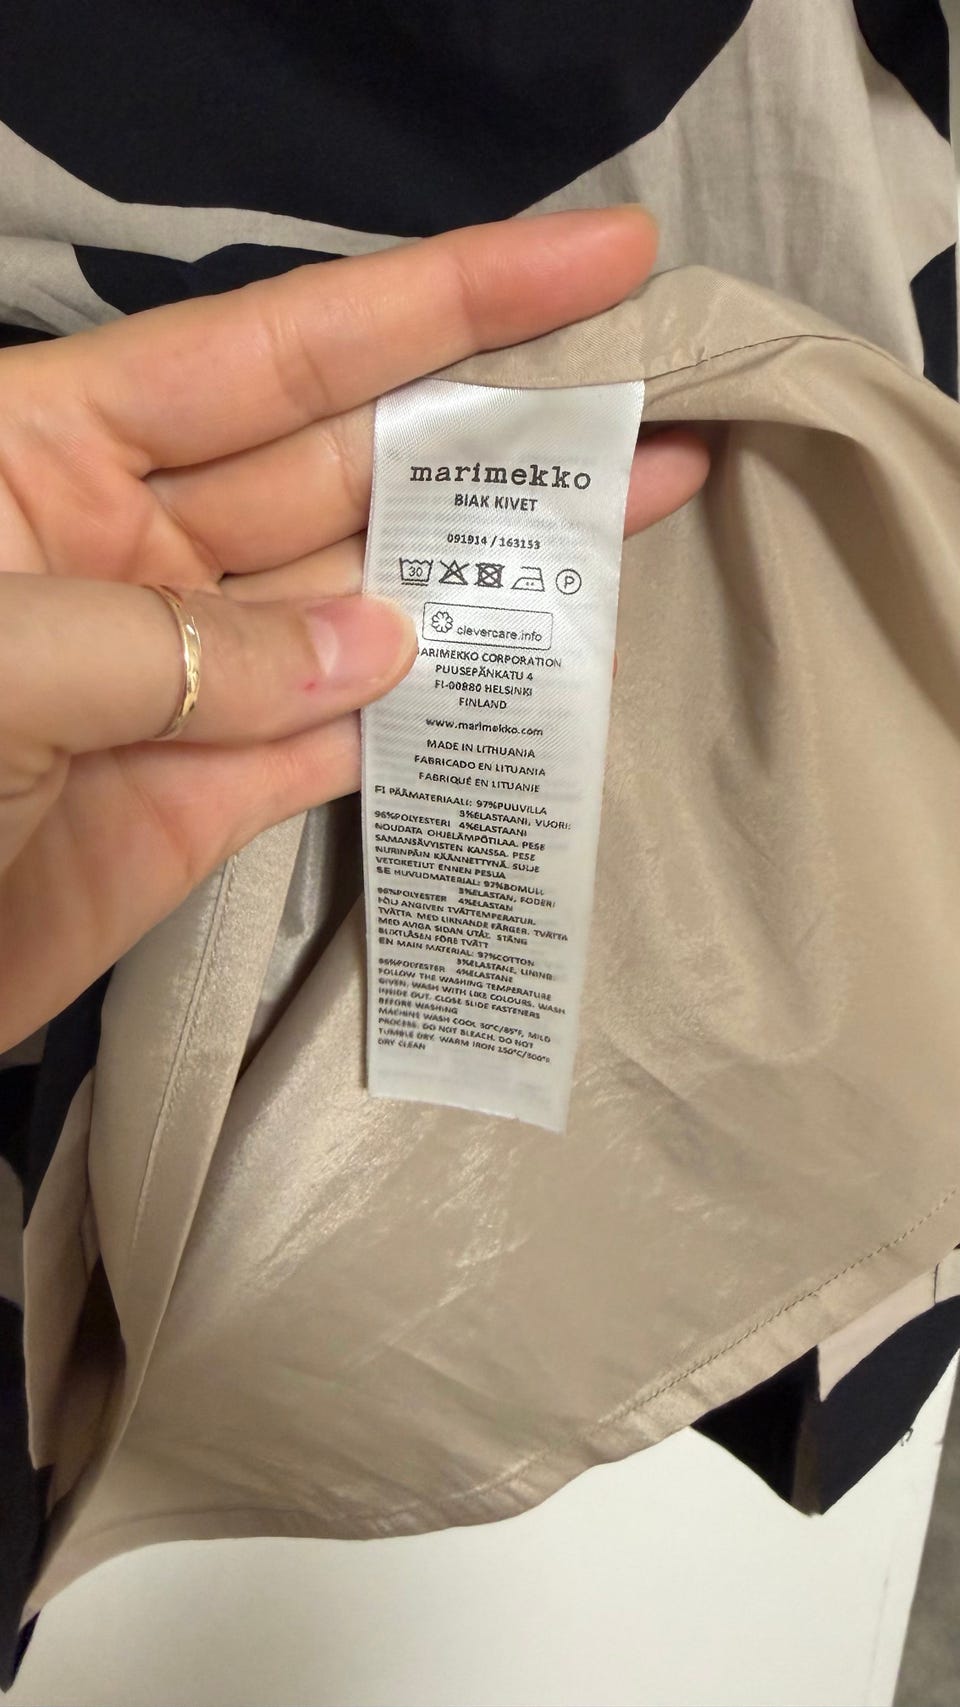 marimekko
BIAK KIVET
091914 / 163153
30 P
clevercare.info
ARIMEKKO CORPORATION
PUUSEPÄNKATU 4
FI-00880 HELSINKI
FINLAND
www.marimekko.com
MADE IN LITHUANIA
FABRICADO EN LITUANIA
FABRIQUÉ EN LITUANIE
FI PÄÄMATERIAALI: 97%PUUVILLA
3%ELASTAANI, VUORI:
96%POLYESTERI 4%ELASTAANI
NOUDATA OHJELÄMPÖTILAA. PESE
SAMANSÄVYISTEN KANSSA. PESE
NURINPÄIN KÄÄNNETTYNÄ. SULJE
VETOKETJUT ENNEN PESUA
SE HUVUDMATERIAL: 97%BOMULL
3%ELASTAN, FODER:
96%POLYESTER 4%ELASTAN
FÖLJ ANGIVEN TVÄTTEMPERATUR.
TVÄTTA MED LIKNANDE FÄRGER. TVÄTTA
MED AVIGA SIDAN UTÅT. STÄNG
BLIXTLÅSEN FÖRE TVÄTT
EN MAIN MATERIAL: 97%COTTON
3%ELASTANE, LINING:
96%POLYESTER 4%ELASTANE
FOLLOW THE WASHING TEMPERATURE
GIVEN. WASH WITH LIKE COLOURS. WASH
INSIDE OUT. CLOSE SLIDE FASTENERS
BEFORE WASHING
MACHINE WASH COOL 30°C/85°F, MILD
PROCESS. DO NOT BLEACH. DO NOT
TUMBLE DRY. WARM IRON 150°C/300°F
DRY CLEAN